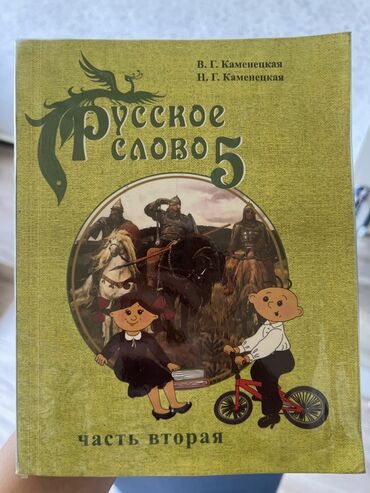 В. Г. Каменецкая
Н. Г. Каменецкая
Русское
слово 5
часть вторая